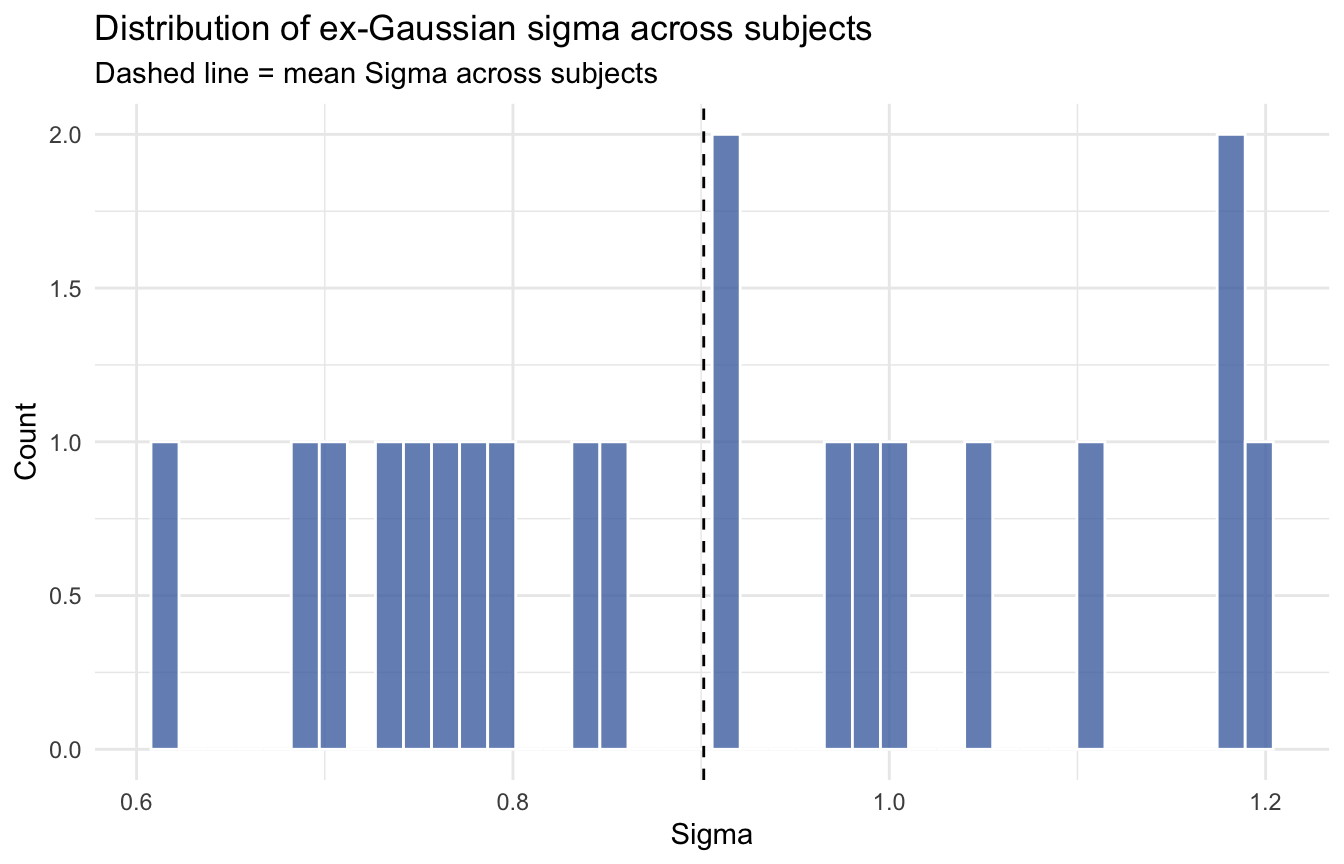 Distribution of ex-Gaussian sigma across subjects
Dashed line = mean Sigma across subjects
2.0
1.5
1.0
0.5
0.0
Count
0.6 0.8 1.0 1.2
Sigma